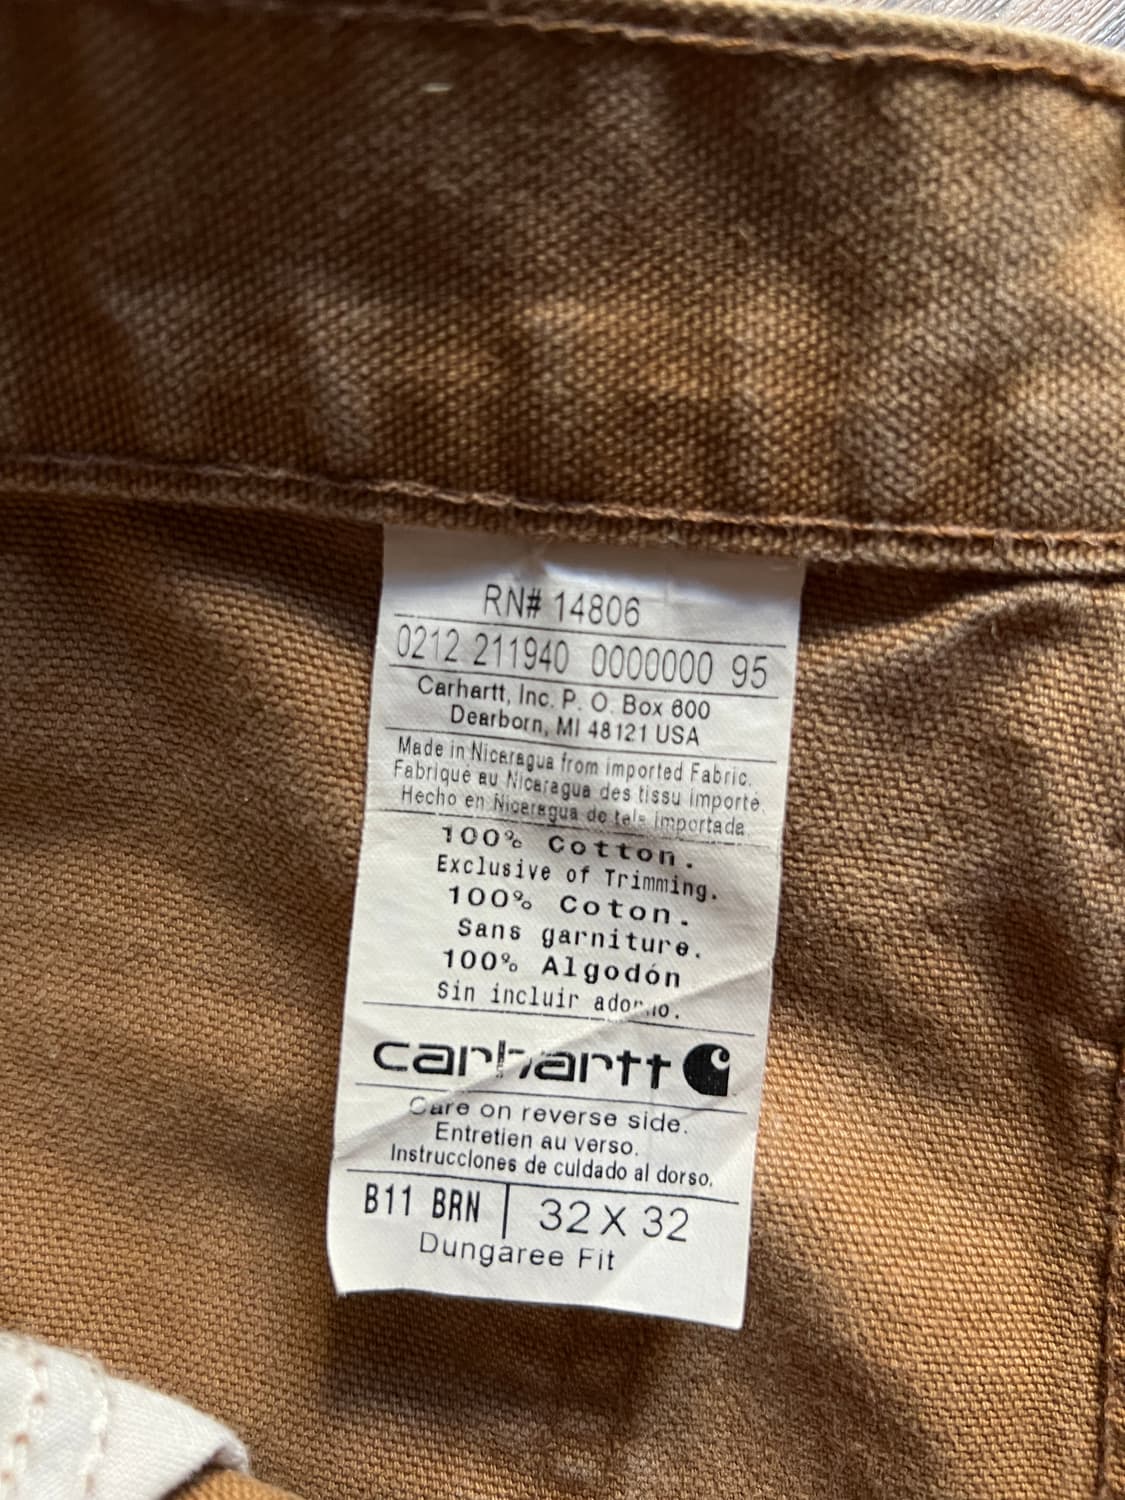 RN# 14806
0212 211940 0000000 95
Carhartt, Inc. P. O. Box 600
Dearborn, MI 48121 USA
Made in Nicaragua from imported Fabric.
Fabriqué au Nicaragua des tissu importé.
Hecho en Nicaragua de tela importada.
100% Cotton.
Exclusive of Trimming.
100% Coton.
Sans garniture.
100% Algodón
Sin incluir adorno.
carhartt
Care on reverse side.
Entretien au verso.
Instrucciones de cuidado al dorso.
B11 BRN | 32 X 32
Dungaree Fit